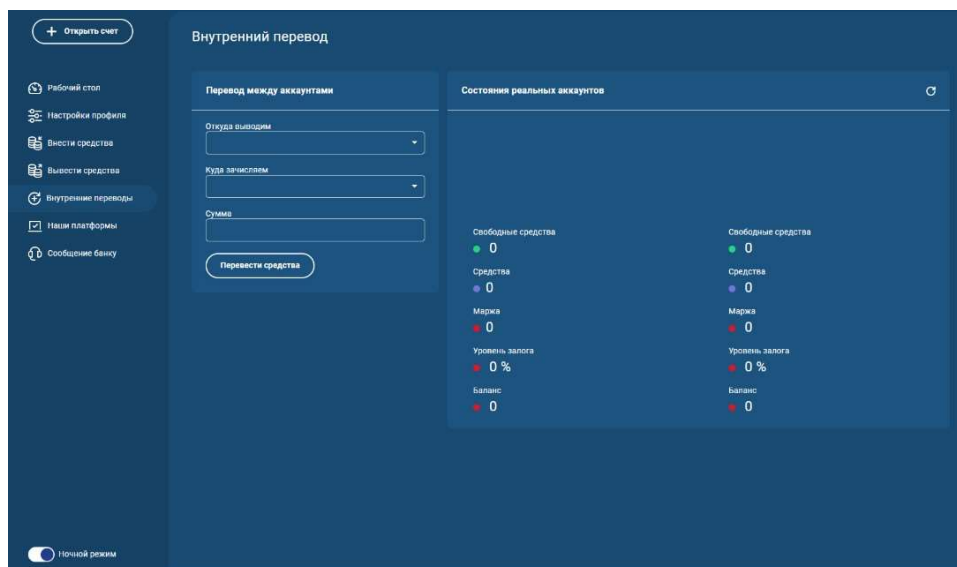 Открыть счет
Внутренний перевод
Рабочий стол
Настройки профиля
Внести средства
Вывести средства
Внутренние переводы
Наши платформы
Сообщение банку
Ночной режим
Перевод между аккаунтами
Откуда выводим
Куда зачисляем
Сумма
Перевести средства
Состояния реальных аккаунтов
Свободные средства
0
Средства
0
Маржа
0
Уровень залога
0 %
Баланс
0
Свободные средства
0
Средства
0
Маржа
0
Уровень залога
0 %
Баланс
0